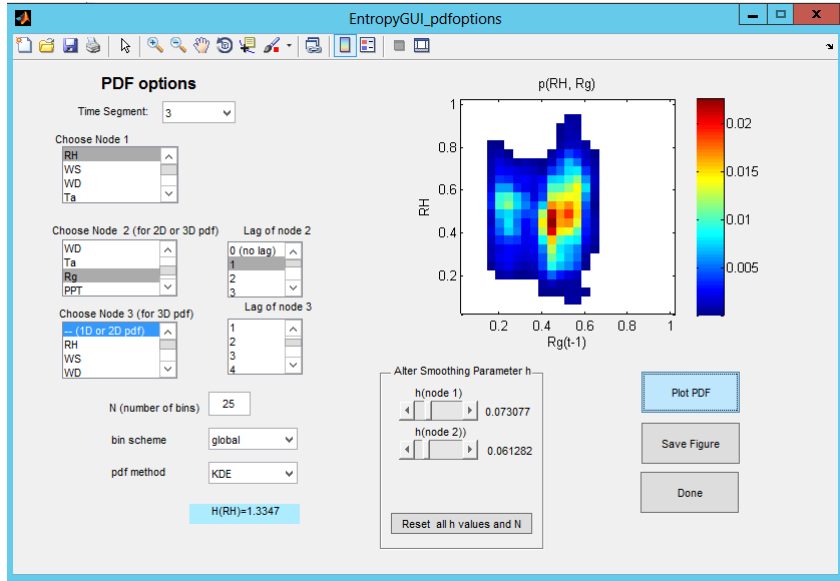 EntropyGUI_pdfoptions
PDF options
Time Segment: 3
Choose Node 1
RH
WS
WD
Ta
Choose Node 2 (for 2D or 3D pdf)
WD
Ta
Rg
PPT
Lag of node 2
0 (no lag)
1
2
3
Choose Node 3 (for 3D pdf)
-- (1D or 2D pdf)
RH
WS
WD
Lag of node 3
1
2
3
4
N (number of bins) 25
bin scheme global
pdf method KDE
H(RH)=1.3347
p(RH, Rg)
1
0.8
0.6
0.4
0.2
RH
0.2 0.4 0.6 0.8 1
Rg(t-1)
0.02
0.015
0.01
0.005
Alter Smoothing Parameter h
h(node 1)
0.073077
h(node 2))
0.061282
Reset all h values and N
Plot PDF
Save Figure
Done